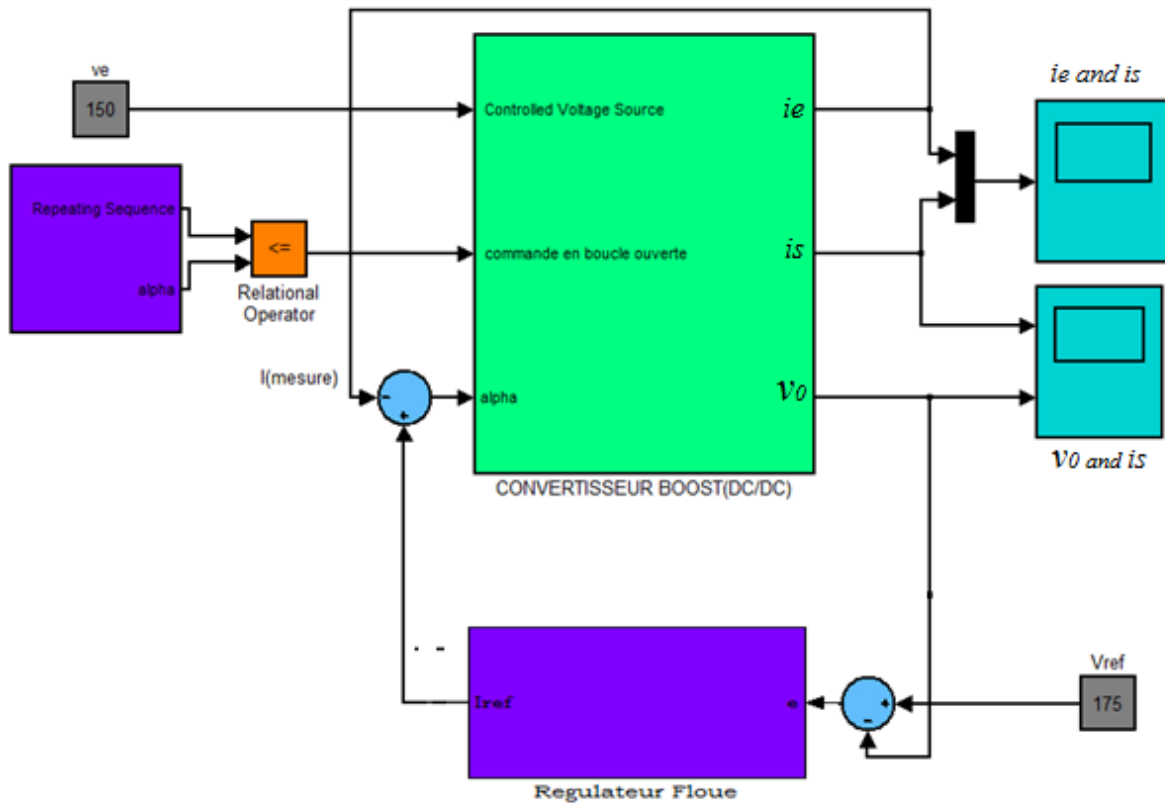 ve
150
Repeating Sequence
alpha
<=
Relational
Operator
I(mesure)
Controlled Voltage Source
commande en boucle ouverte
alpha
ie
is
v0
CONVERTISSEUR BOOST(DC/DC)
ie and is
v0 and is
Iref
e
Regulateur Floue
Vref
175